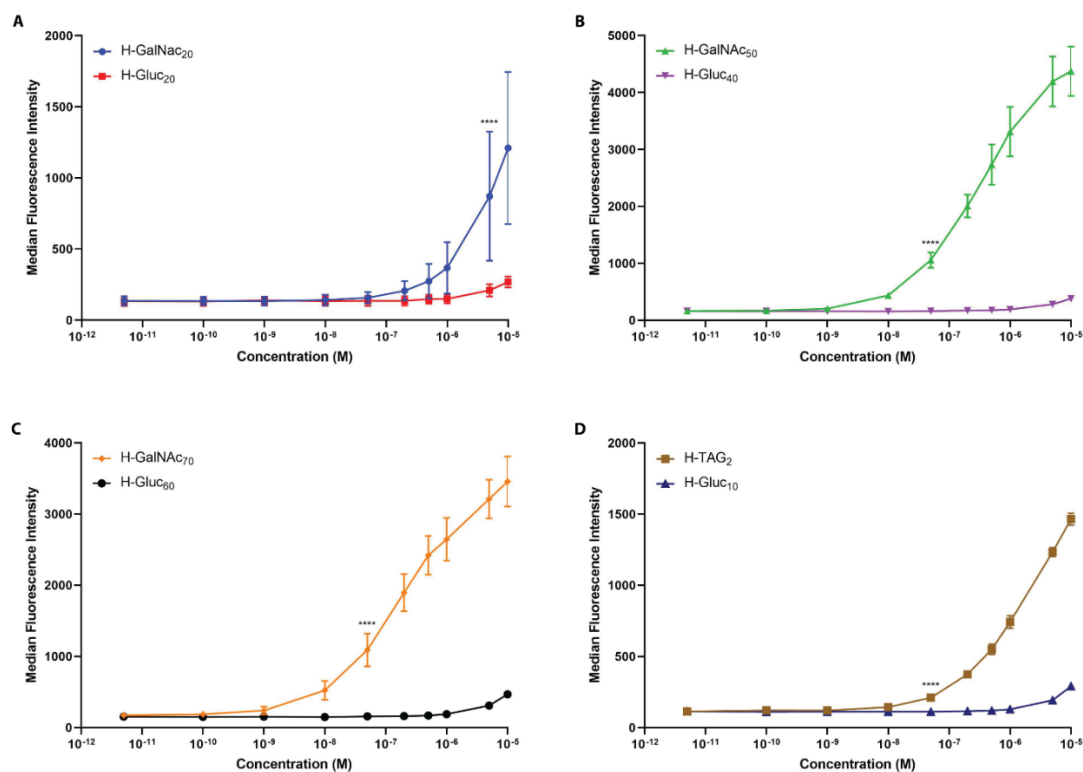 A
H-GalNac₂₀
H-Gluc₂₀
Median Fluorescence Intensity
2000
1500
1000
500
0
****
10⁻¹² 10⁻¹¹ 10⁻¹⁰ 10⁻⁹ 10⁻⁸ 10⁻⁷ 10⁻⁶ 10⁻⁵
Concentration (M)
B
H-GalNAc₅₀
H-Gluc₄₀
Median Fluorescence Intensity
5000
4000
3000
2000
1000
0
****
10⁻¹² 10⁻¹¹ 10⁻¹⁰ 10⁻⁹ 10⁻⁸ 10⁻⁷ 10⁻⁶ 10⁻⁵
Concentration (M)
C
H-GalNAc₇₀
H-Gluc₆₀
Median Fluorescence Intensity
4000
3000
2000
1000
0
****
10⁻¹² 10⁻¹¹ 10⁻¹⁰ 10⁻⁹ 10⁻⁸ 10⁻⁷ 10⁻⁶ 10⁻⁵
Concentration (M)
D
H-TAG₂
H-Gluc₁₀
Median Fluorescence Intensity
2000
1500
1000
500
0
****
10⁻¹² 10⁻¹¹ 10⁻¹⁰ 10⁻⁹ 10⁻⁸ 10⁻⁷ 10⁻⁶ 10⁻⁵
Concentration (M)